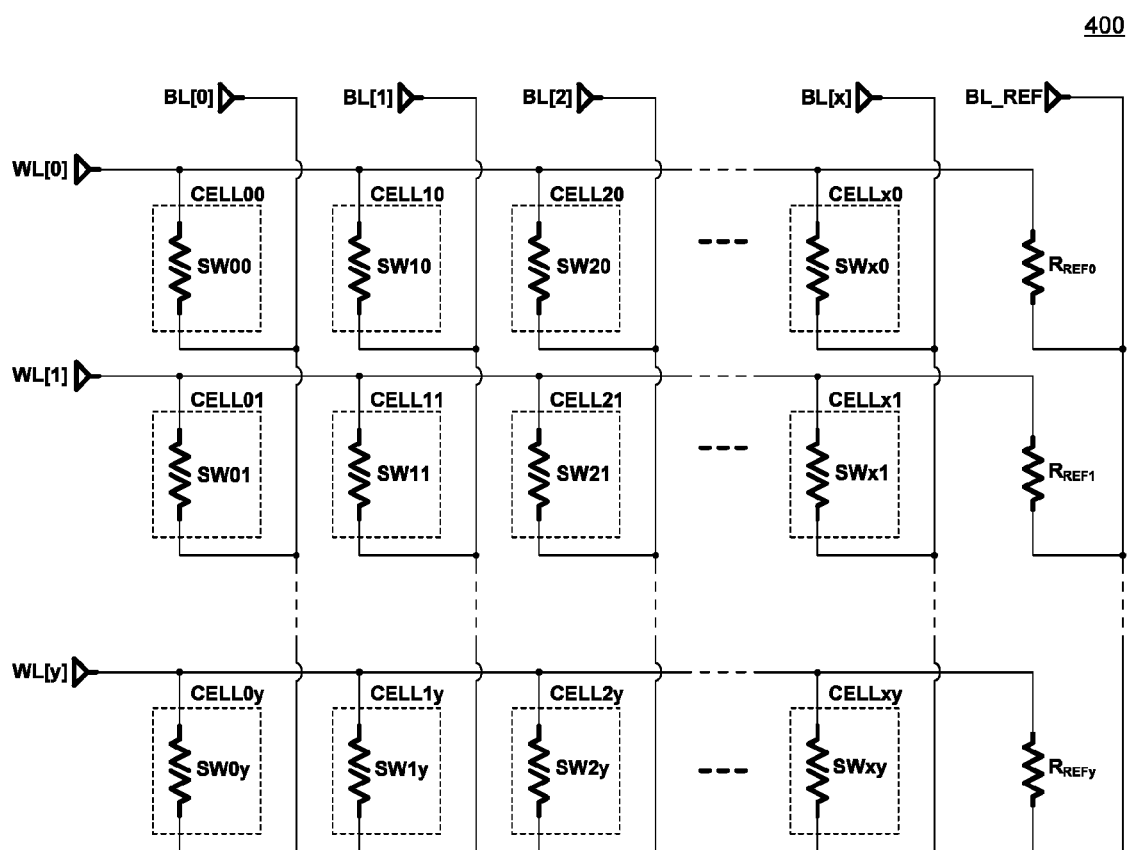 400
BL[0] BL[1] BL[2] BL[x] BL_REF
WL[0]
CELL00 CELL10 CELL20 CELLx0
SW00 SW10 SW20 SWx0 RREF0
WL[1]
CELL01 CELL11 CELL21 CELLx1
SW01 SW11 SW21 SWx1 RREF1
WL[y]
CELL0y CELL1y CELL2y CELLxy
SW0y SW1y SW2y SWxy RREFy